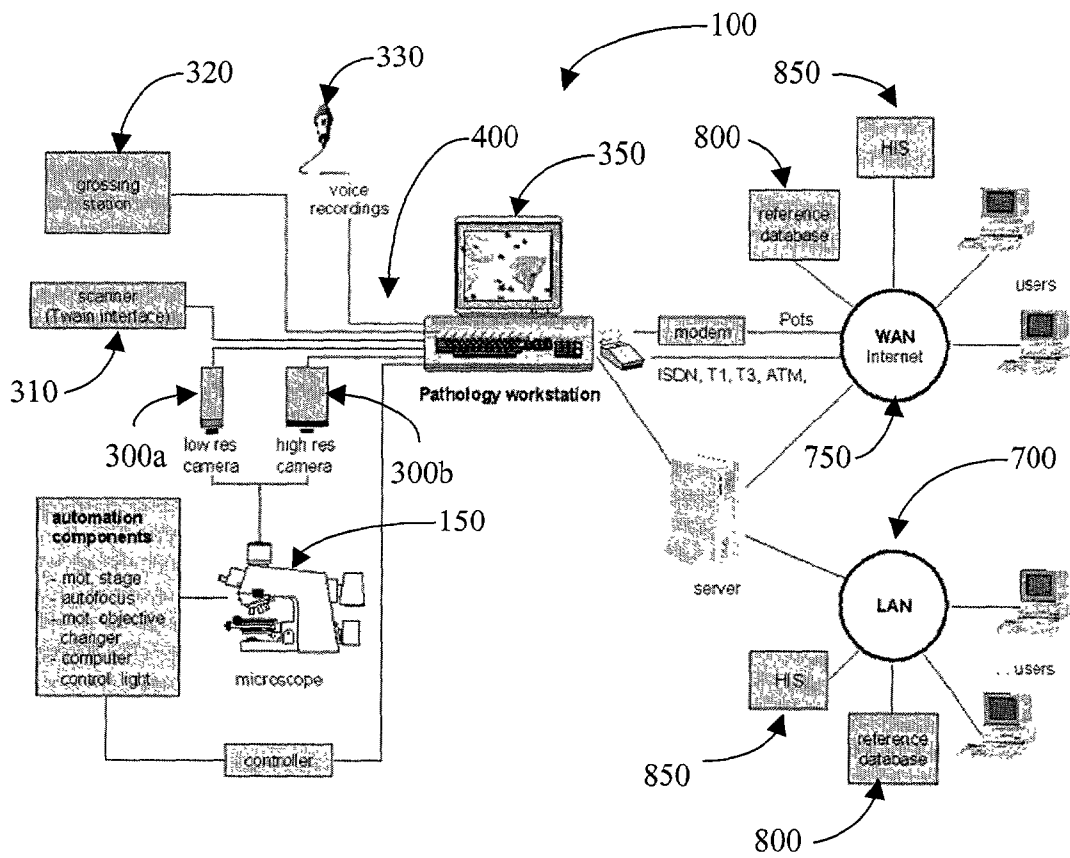 100
320
330
850
800
400
350
HIS
grossing
station
voice
recordings
reference
database
scanner
(Twain interface)
users
modem
Pots
WAN
Internet
ISDN, T1, T3, ATM,
Pathology workstation
310
300a
low res
camera
high res
camera
300b
750
700
automation
components
- mot. stage
- autofocus
- mot. objective
changer
- computer
control. light
150
microscope
server
LAN
HIS
.. users
controller
850
reference
database
800